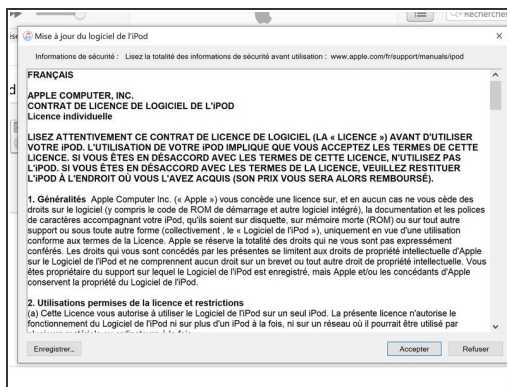 Rechercher
Mise à jour du logiciel de l'iPod
Informations de sécurité : Lisez la totalité des informations de sécurité avant utilisation : www.apple.com/fr/support/manuals/ipod
FRANÇAIS
APPLE COMPUTER, INC.
CONTRAT DE LICENCE DE LOGICIEL DE L'iPOD
Licence individuelle
LISEZ ATTENTIVEMENT CE CONTRAT DE LICENCE DE LOGICIEL (LA « LICENCE ») AVANT D'UTILISER
VOTRE iPOD. L'UTILISATION DE VOTRE iPOD IMPLIQUE QUE VOUS ACCEPTEZ LES TERMES DE CETTE
LICENCE. SI VOUS ÊTES EN DÉSACCORD AVEC LES TERMES DE CETTE LICENCE, N'UTILISEZ PAS
L'iPOD. SI VOUS ÊTES EN DÉSACCORD AVEC LES TERMES DE LA LICENCE, VEUILLEZ RESTITUER
l'iPOD À L'ENDROIT OÙ VOUS L'AVEZ ACQUIS (SON PRIX VOUS SERA ALORS REMBOURSÉ).
1. Généralités Apple Computer Inc. (« Apple ») vous concède une licence sur, et en aucun cas ne vous cède des
droits sur le logiciel (y compris le code de ROM de démarrage et autre logiciel intégré), la documentation et les polices
de caractères accompagnant votre iPod, qu'ils soient sur disquette, sur mémoire morte (ROM) ou sur tout autre
support ou sous toute autre forme (collectivement , le « Logiciel de l'iPod »), uniquement en vue d'une utilisation
conforme aux termes de la Licence. Apple se réserve la totalité des droits qui ne vous sont pas expressément
conférés. Les droits qui vous sont concédés par les présentes se limitent aux droits de propriété intellectuelle d'Apple
sur le Logiciel de l'iPod et ne comprennent aucun droit sur un brevet ou tout autre droit de propriété intellectuelle. Vous
êtes propriétaire du support sur lequel le Logiciel de l'iPod est enregistré, mais Apple et/ou les concédants d'Apple
conservent la propriété du Logiciel de l'iPod.
2. Utilisations permises de la licence et restrictions
(a) Cette Licence vous autorise à utiliser le Logiciel de l'iPod sur un seul iPod. La présente licence n'autorise le
fonctionnement du Logiciel de l'iPod ni sur plus d'un iPod à la fois, ni sur un réseau où il pourrait être utilisé par
Enregistrer...
Accepter
Refuser